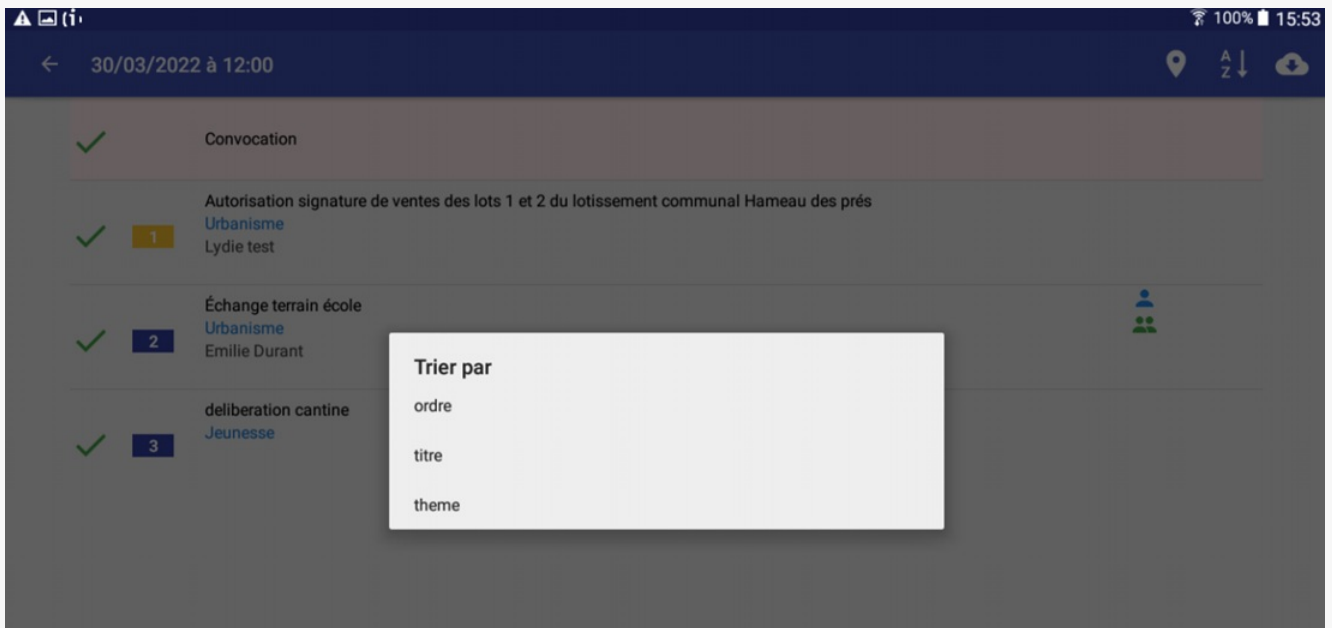 100% 15:53
30/03/2022 à 12:00
A
Z
Convocation
Autorisation signature de ventes des lots 1 et 2 du lotissement communal Hameau des prés
Urbanisme
1
Lydie test
Échange terrain école
Urbanisme
2
Emilie Durant
deliberation cantine
Jeunesse
3
Trier par
ordre
titre
theme